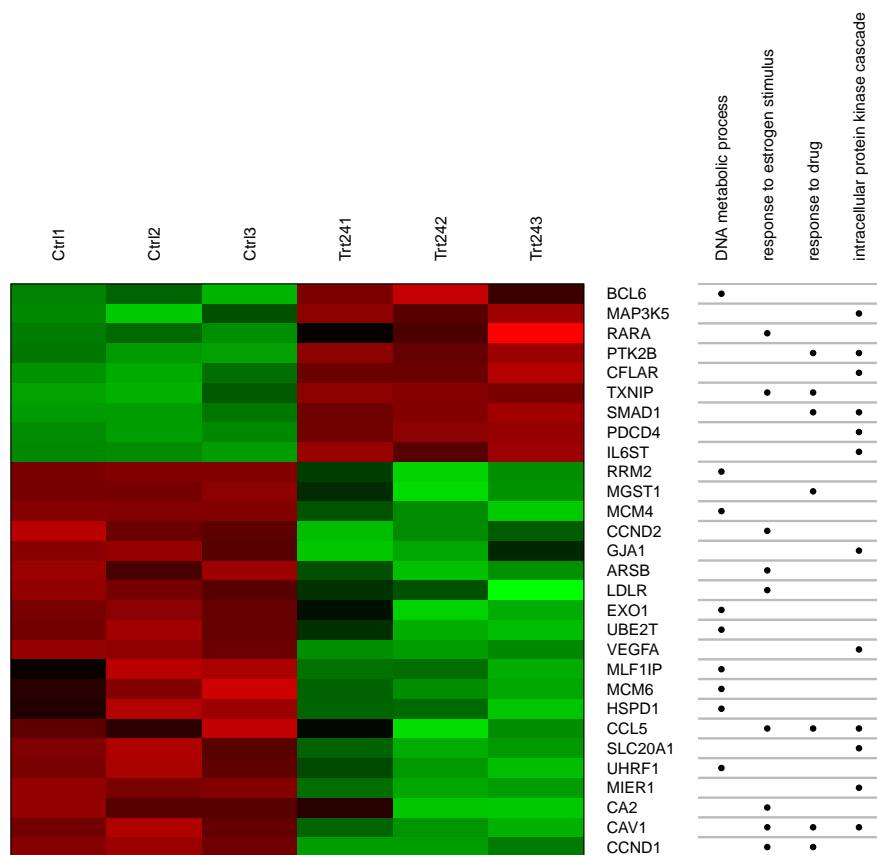 Ctrl1
Ctrl2
Ctrl3
Trt241
Trt242
Trt243
DNA metabolic process
response to estrogen stimulus
response to drug
intracellular protein kinase cascade
BCL6
MAP3K5
RARA
PTK2B
CFLAR
TXNIP
SMAD1
PDCD4
IL6ST
RRM2
MGST1
MCM4
CCND2
GJA1
ARSB
LDLR
EXO1
UBE2T
VEGFA
MLF1IP
MCM6
HSPD1
CCL5
SLC20A1
UHRF1
MIER1
CA2
CAV1
CCND1